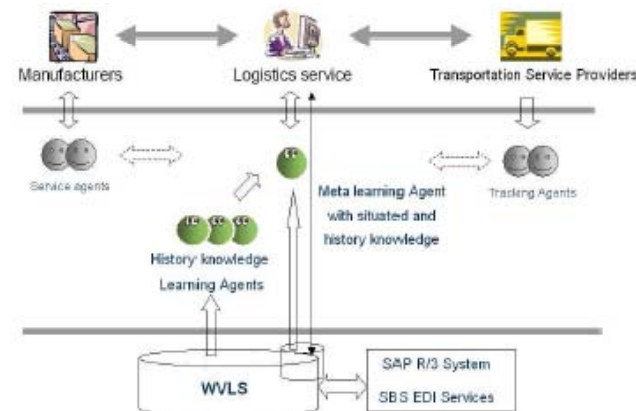 Manufacturers
Logistics service
Transportation Service Providers
Service agents
Meta learning Agent
with situated and
history knowledge
Tracking Agents
History knowledge
Learning Agents
WVLS
SAP R/3 System
SBS EDI Services